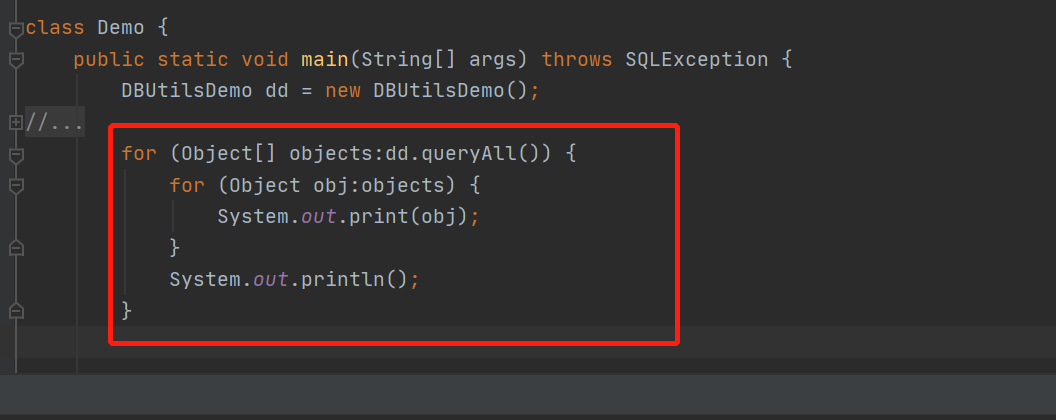 class Demo {
public static void main(String[] args) throws SQLException {
DBUtilsDemo dd = new DBUtilsDemo();
//...
for (Object[] objects:dd.queryAll()) {
for (Object obj:objects) {
System.out.print(obj);
}
System.out.println();
}